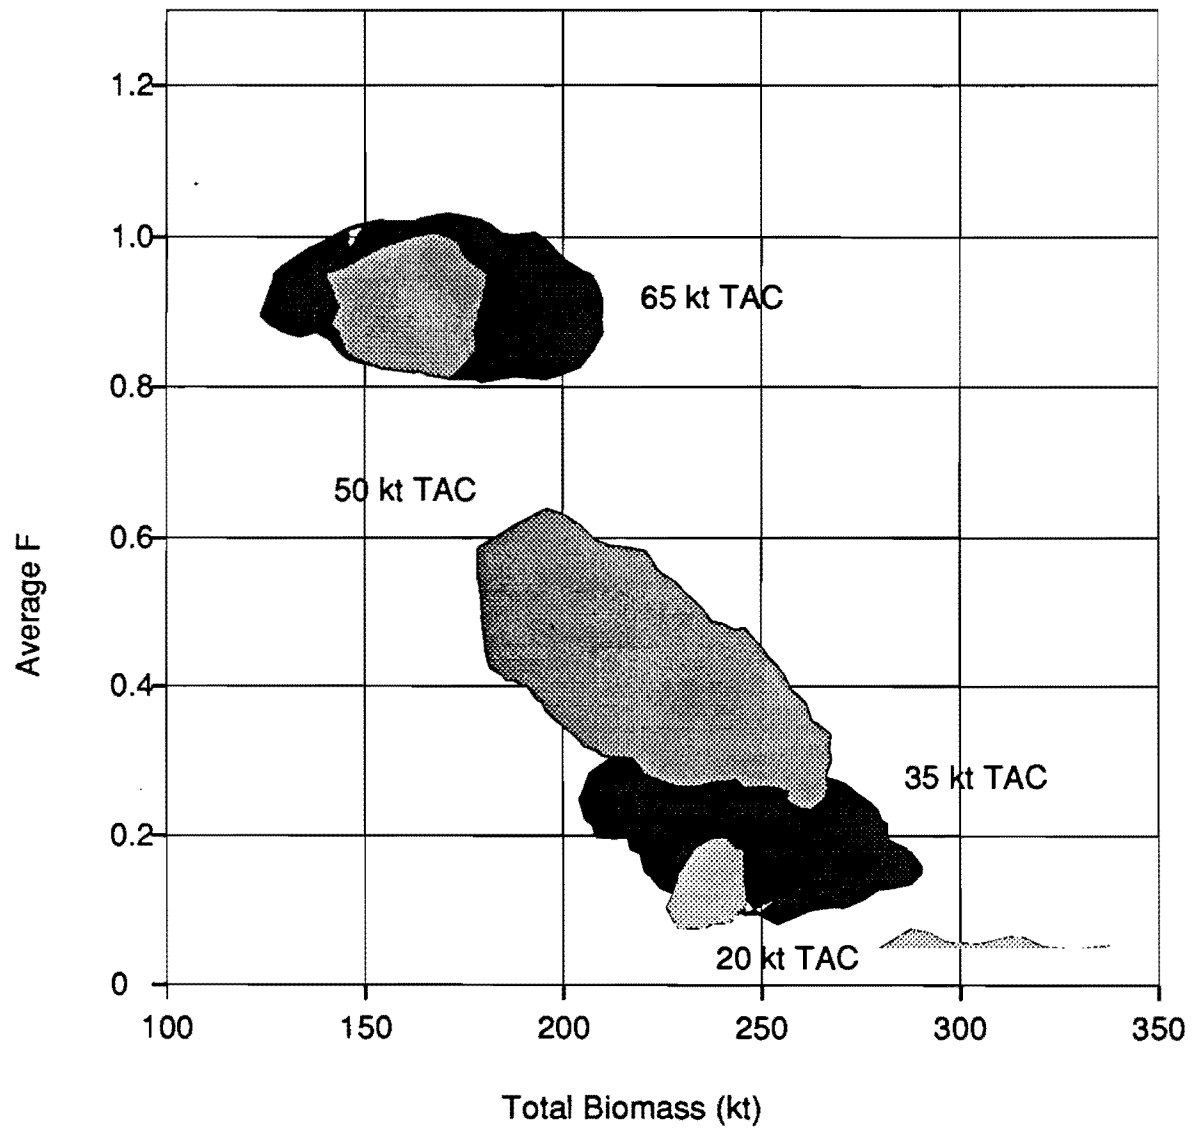 1.2
1.0
65 kt TAC
0.8
50 kt TAC
0.6
Average F
0.4
35 kt TAC
0.2
20 kt TAC
0
100 150 200 250 300 350
Total Biomass (kt)